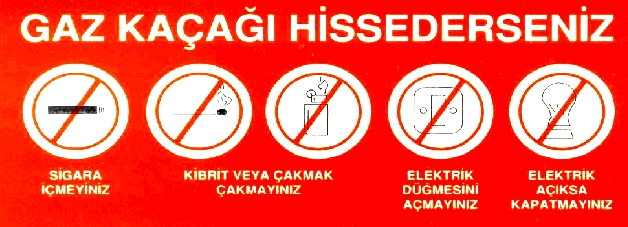 GAZ KAÇAĞI HİSSEDERSENİZ
SİGARA
İÇMEYİNİZ
KİBRİT VEYA ÇAKMAK
ÇAKMAYINIZ
ELEKTRİK
DÜĞMESİNİ
AÇMAYINIZ
ELEKTRİK
AÇIKSA
KAPATMAYINIZ